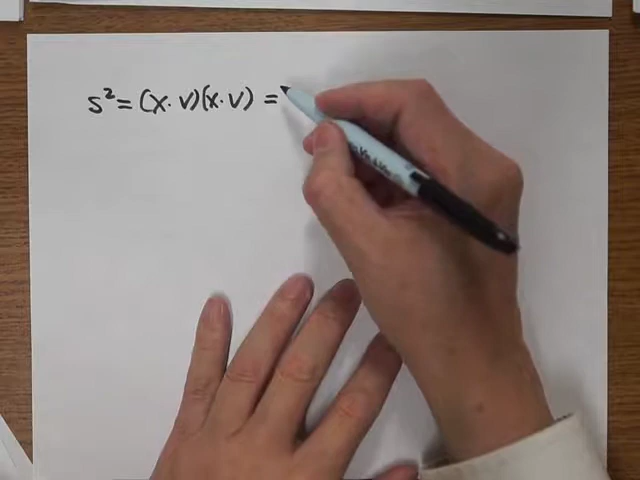 s² = (x · v)(x · v) =